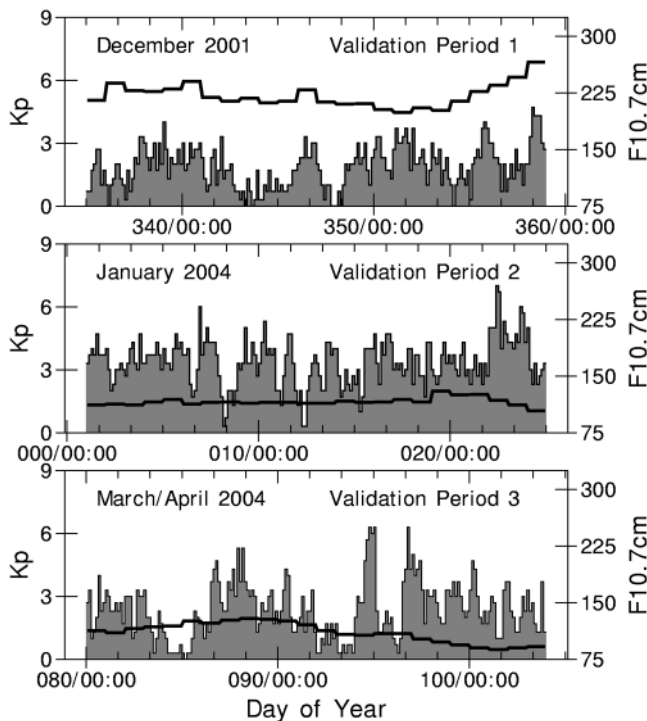 9
December 2001 Validation Period 1
300
6
225
Kp
F10.7cm
3
150
0
75
340/00:00 350/00:00 360/00:00
9
January 2004 Validation Period 2
300
6
225
Kp
F10.7cm
3
150
0
75
000/00:00 010/00:00 020/00:00
9
March/April 2004 Validation Period 3
300
6
225
Kp
F10.7cm
3
150
0
75
080/00:00 090/00:00 100/00:00
Day of Year